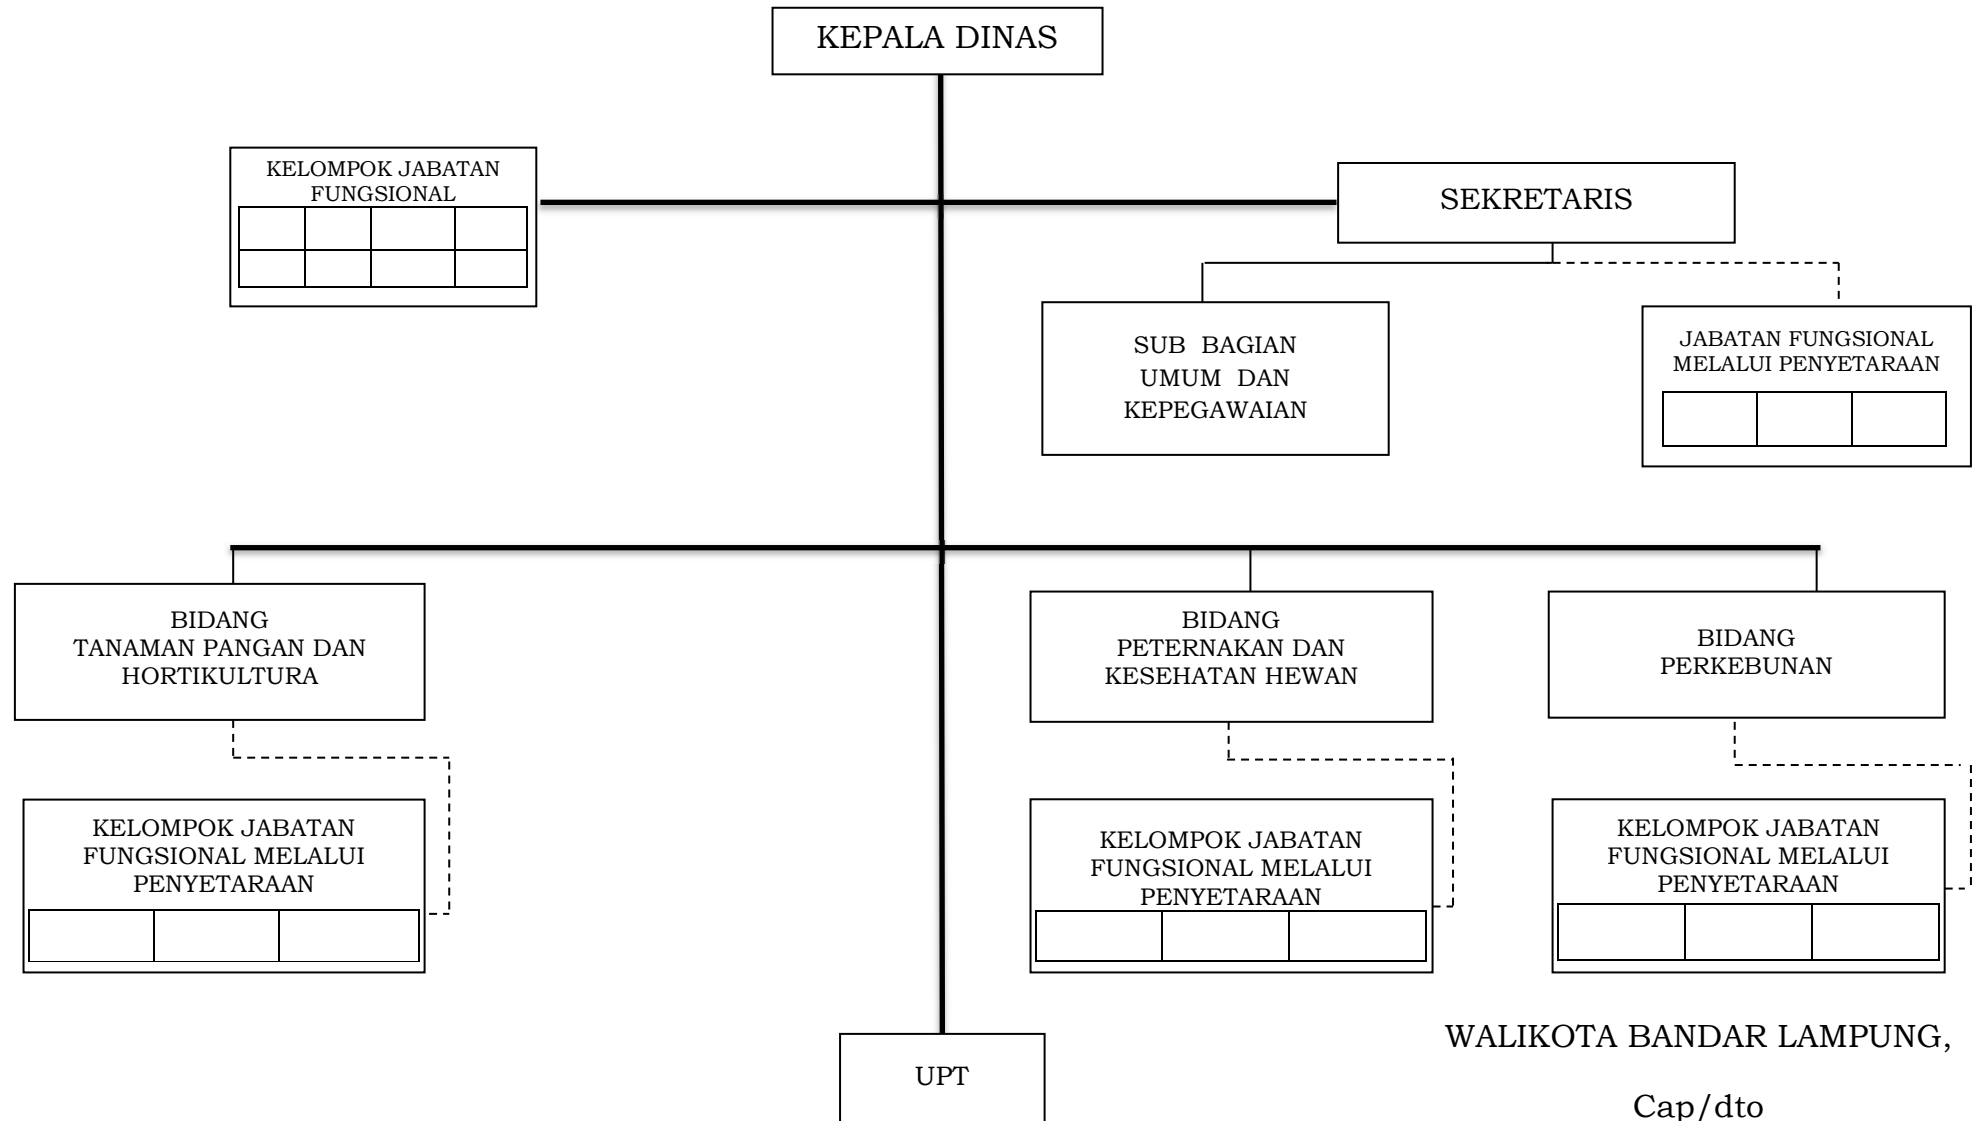 KEPALA DINAS
KELOMPOK JABATAN
FUNGSIONAL
SEKRETARIS
SUB BAGIAN
UMUM DAN
KEPEGAWAIAN
JABATAN FUNGSIONAL
MELALUI PENYETARAAN
BIDANG
TANAMAN PANGAN DAN
HORTIKULTURA
BIDANG
PETERNAKAN DAN
KESEHATAN HEWAN
BIDANG
PERKEBUNAN
KELOMPOK JABATAN
FUNGSIONAL MELALUI
PENYETARAAN
KELOMPOK JABATAN
FUNGSIONAL MELALUI
PENYETARAAN
KELOMPOK JABATAN
FUNGSIONAL MELALUI
PENYETARAAN
UPT
WALIKOTA BANDAR LAMPUNG,
Cap/dto